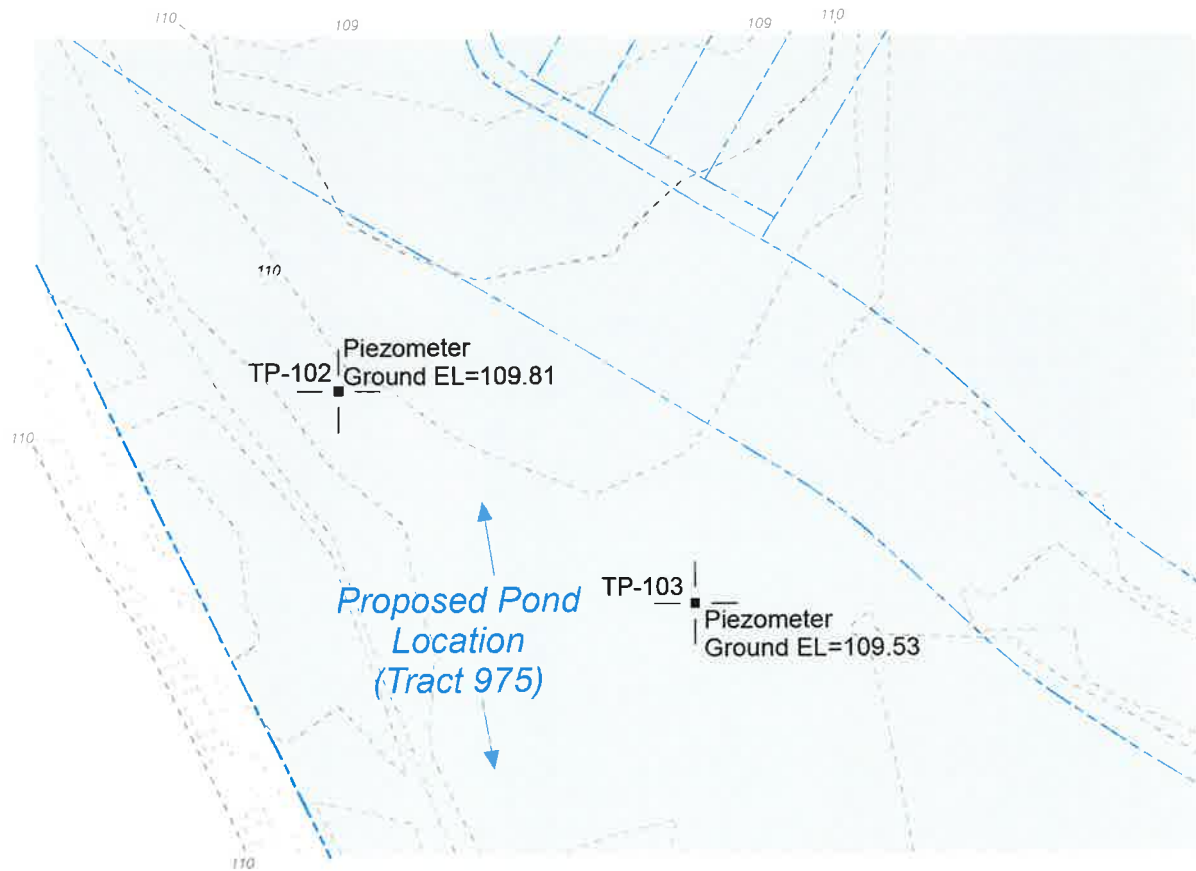 110
109
109
110
110
Piezometer
TP-102
Ground EL=109.81
110
TP-103
Proposed Pond
Location
(Tract 975)
Piezometer
Ground EL=109.53
110